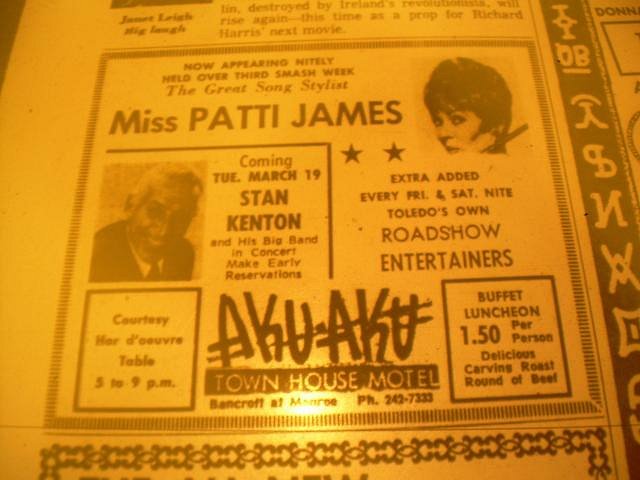 Janet Leigh
Big laugh
lin, destroyed by Ireland's revolutionists, will
rise again—this time as a prop for Richard
Harris' next movie.
NOW APPEARING NITELY
HELD OVER THIRD SMASH WEEK
The Great Song Stylist
Miss PATTI JAMES
Coming
TUE. MARCH 19
STAN
KENTON
and His Big Band
in Concert
Make Early
Reservations
EXTRA ADDED
EVERY FRI. & SAT. NITE
TOLEDO'S OWN
ROADSHOW
ENTERTAINERS
Courtesy
Hor d'oeuvre
Table
5 to 9 p.m.
AKU-AKU
TOWN HOUSE MOTEL
Bancroft at Monroe Ph. 242-7333
BUFFET
LUNCHEON
1.50 Per Person
Delicious
Carving Roast
Round of Beef
DONNA